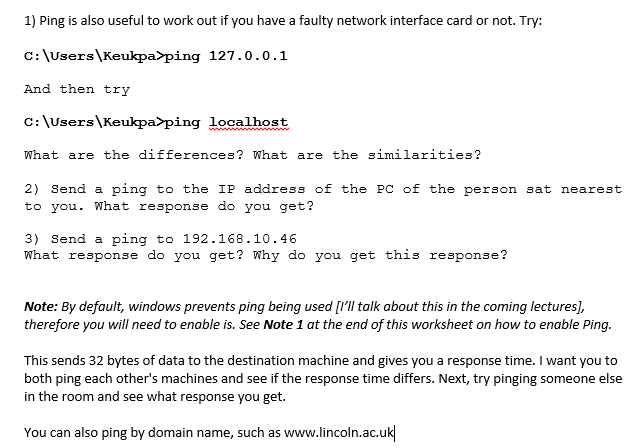 1) Ping is also useful to work out if you have a faulty network interface card or not. Try:
C:\Users\Keukpa>ping 127.0.0.1
And then try
C:\Users\Keukpa>ping localhost
What are the differences? What are the similarities?
2) Send a ping to the IP address of the PC of the person sat nearest
to you. What response do you get?
3) Send a ping to 192.168.10.46
What response do you get? Why do you get this response?
Note: By default, windows prevents ping being used [I'll talk about this in the coming lectures],
therefore you will need to enable is. See Note 1 at the end of this worksheet on how to enable Ping.
This sends 32 bytes of data to the destination machine and gives you a response time. I want you to
both ping each other's machines and see if the response time differs. Next, try pinging someone else
in the room and see what response you get.
You can also ping by domain name, such as www.lincoln.ac.uk